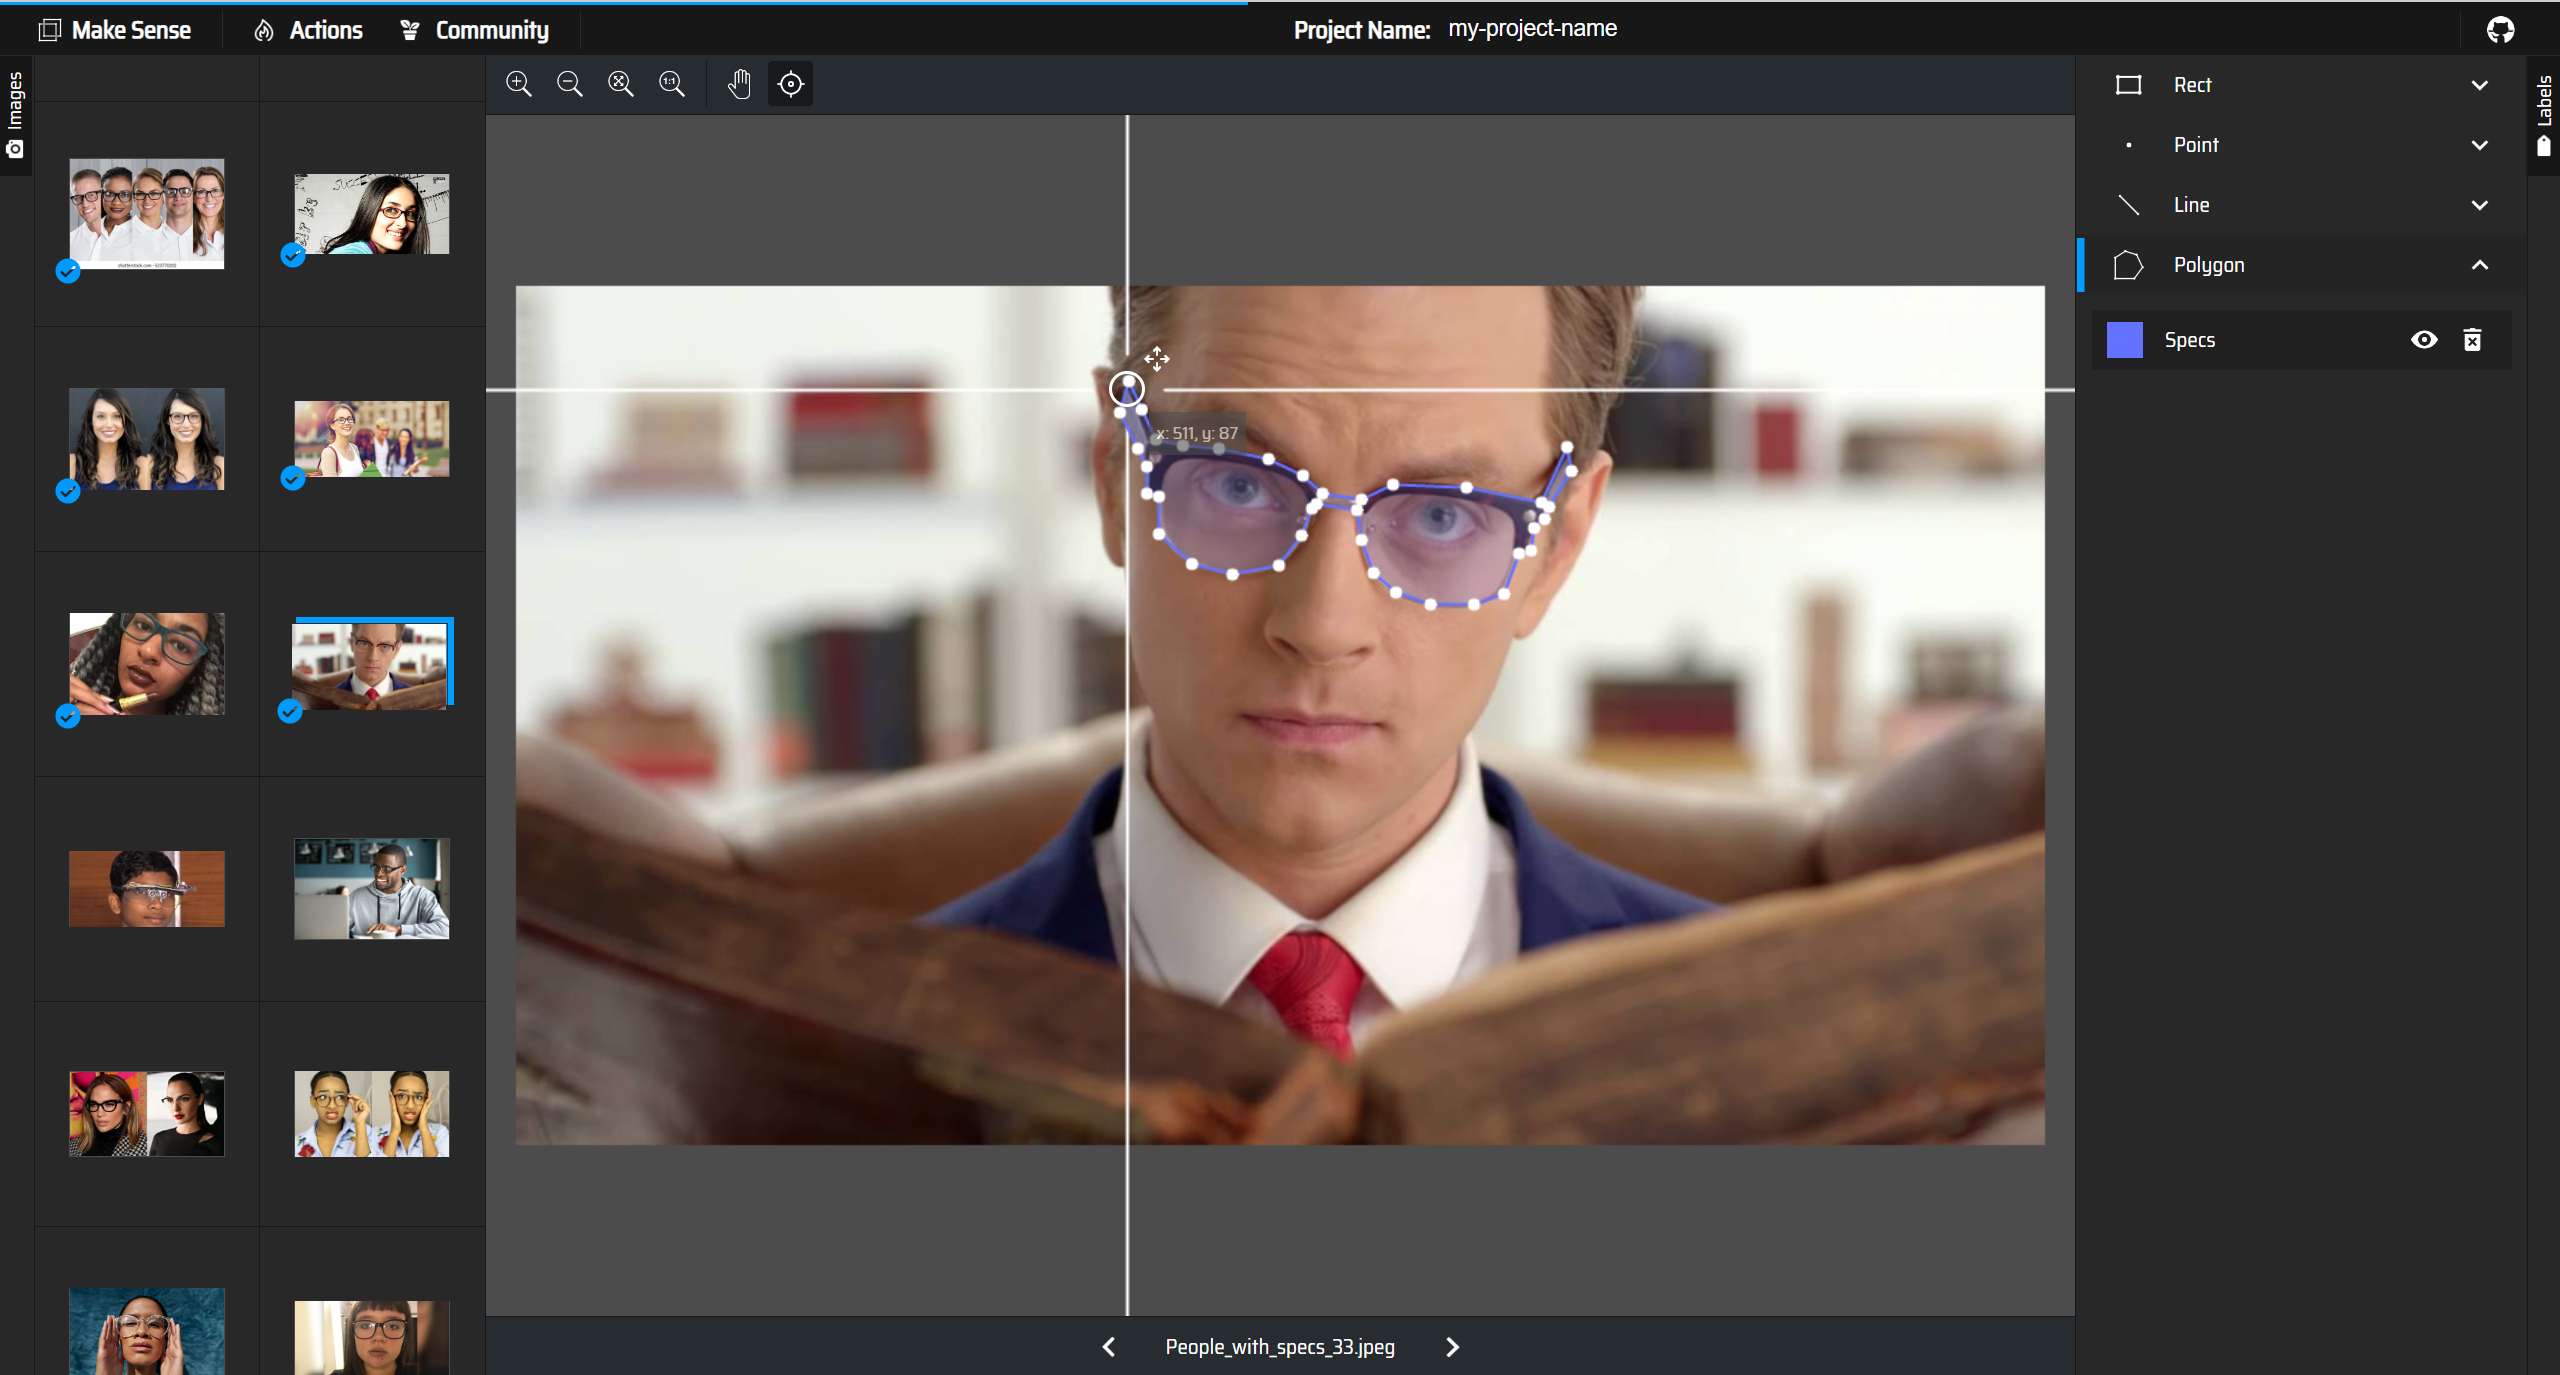 Make Sense
Actions
Community
Project Name: my-project-name
Images
Rect
Point
Line
Polygon
Specs
Labels
SUCCE
x: 511, y: 87
People_with_specs_33.jpeg